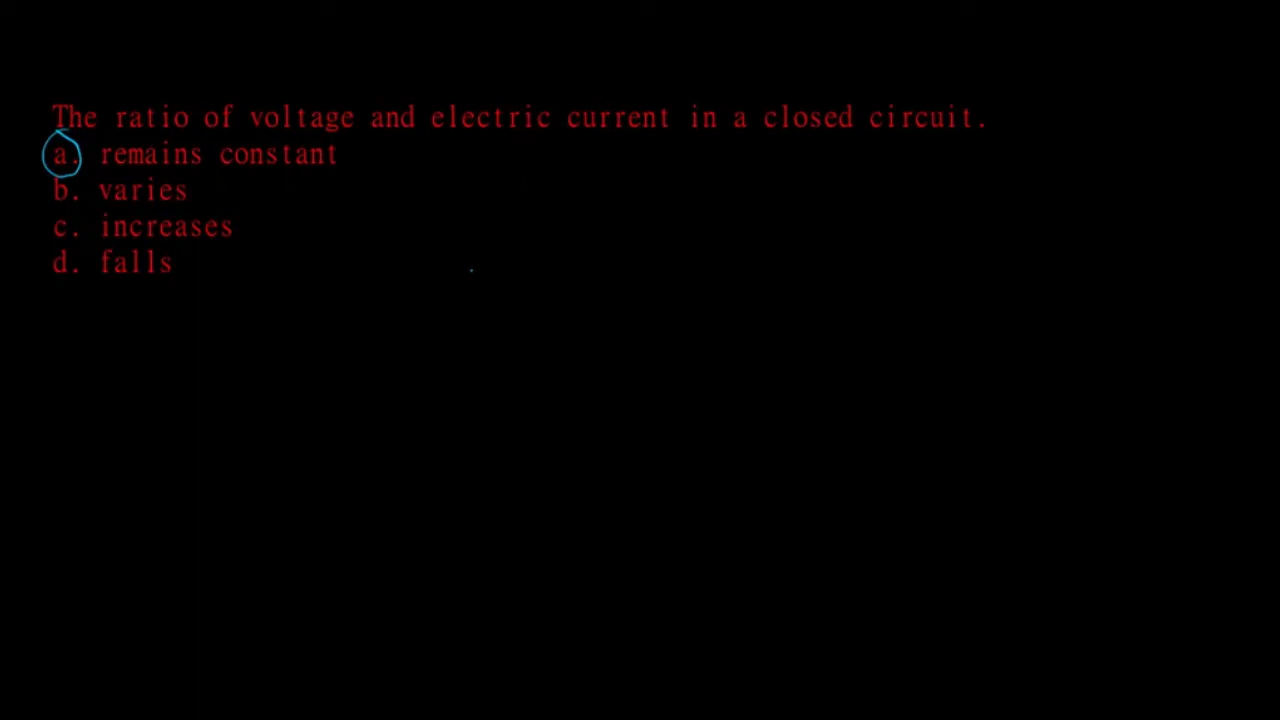 The ratio of voltage and electric current in a closed circuit.
a. remains constant
b. varies
c. increases
d. falls